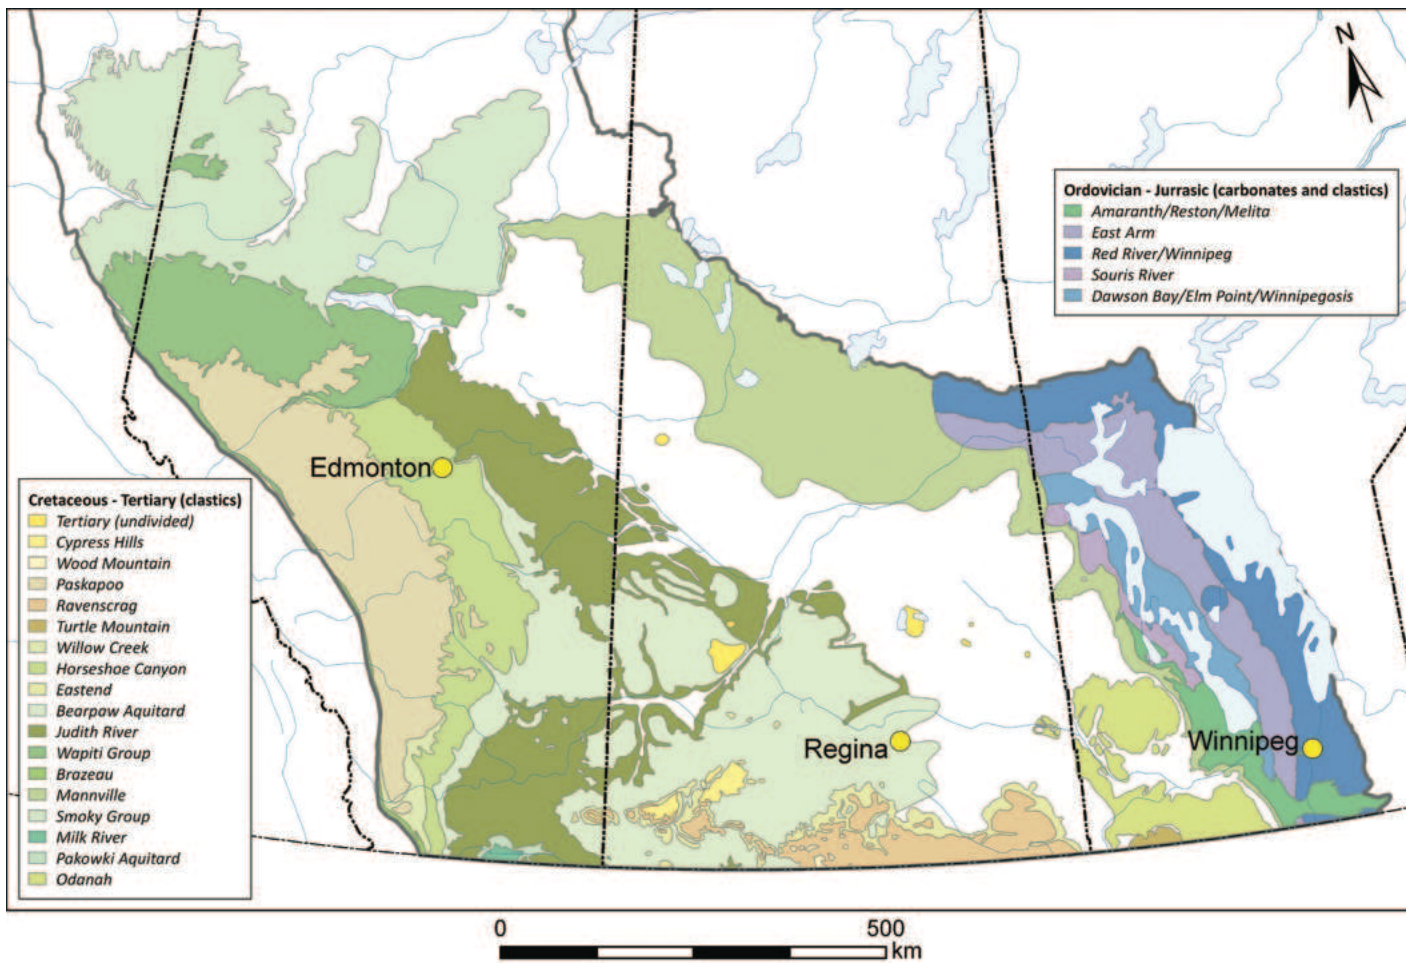 N
Ordovician - Jurrasic (carbonates and clastics)
Amaranth/Reston/Melita
East Arm
Red River/Winnipeg
Souris River
Dawson Bay/Elm Point/Winnipegosis
Edmonton
Cretaceous - Tertiary (clastics)
Tertiary (undivided)
Cypress Hills
Wood Mountain
Paskapoo
Ravenscrag
Turtle Mountain
Willow Creek
Horseshoe Canyon
Eastend
Bearpaw Aquitard
Judith River
Wapiti Group
Brazeau
Mannville
Smoky Group
Milk River
Pakowki Aquitard
Odanah
Regina
Winnipeg
0 500
km